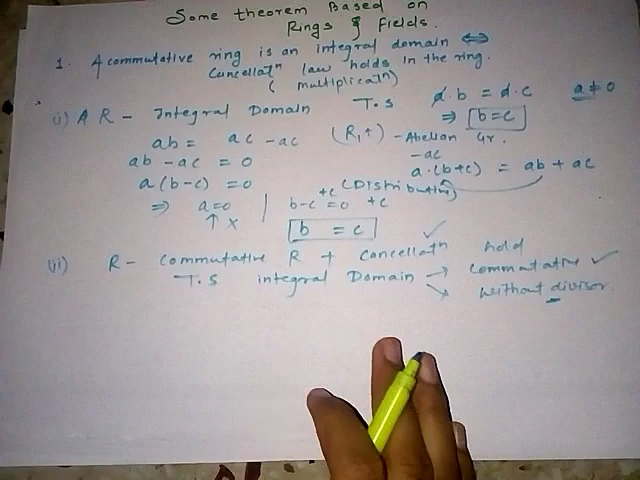 Some theorem Based on
Rings & Fields.
1. A commutative ring is an integral domain ⇔
Cancellatn law holds in the ring.
( multiplicatn)
i) A R - Integral Domain T.S a.b = a.c a ≠ 0
⇒ b=c
ab = ac -ac (R,+) - Abelian Gr.
-ac
ab - ac = 0 a.(b+c) = ab + ac
a(b-c) = 0 (Distributive)
+c +c
⇒ a=0 | b-c = 0
↑ x
b = c
ii) R - commutative R + cancellatn hold
T.S integral Domain → commutative ✓
↘ without divisor.